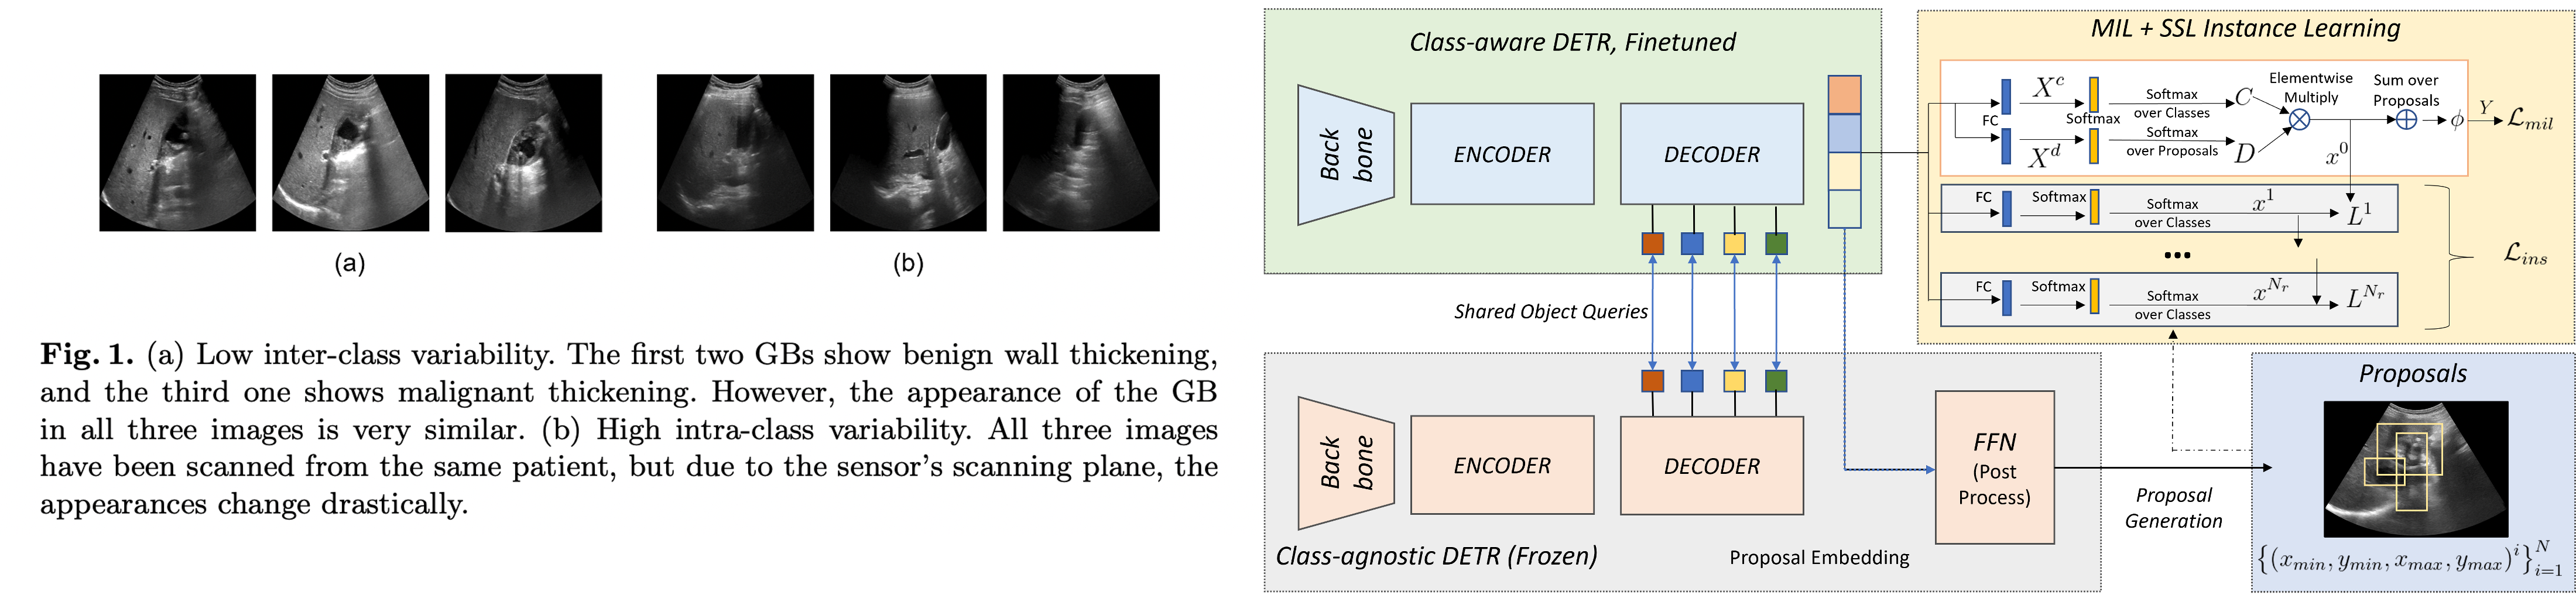 (a)
(b)
Fig. 1. (a) Low inter-class variability. The first two GBs show benign wall thickening,
and the third one shows malignant thickening. However, the appearance of the GB
in all three images is very similar. (b) High intra-class variability. All three images
have been scanned from the same patient, but due to the sensor's scanning plane, the
appearances change drastically.
Class-aware DETR, Finetuned
Back
bone
ENCODER
DECODER
Shared Object Queries
Back
bone
ENCODER
DECODER
Class-agnostic DETR (Frozen)
Proposal Embedding
FFN
(Post
Process)
Proposal
Generation
MIL + SSL Instance Learning
FC
X^c
X^d
Softmax
Softmax
over Classes
Softmax
over Proposals
C
D
Elementwise
Multiply
Sum over
Proposals
x^0
ϕ
Y
ℒ_{mil}
FC
Softmax
Softmax
over Classes
x^1
L^1
...
FC
Softmax
Softmax
over Classes
x^{N_r}
L^{N_r}
ℒ_{ins}
Proposals
{(x_{min}, y_{min}, x_{max}, y_{max})^i}_{i=1}^N